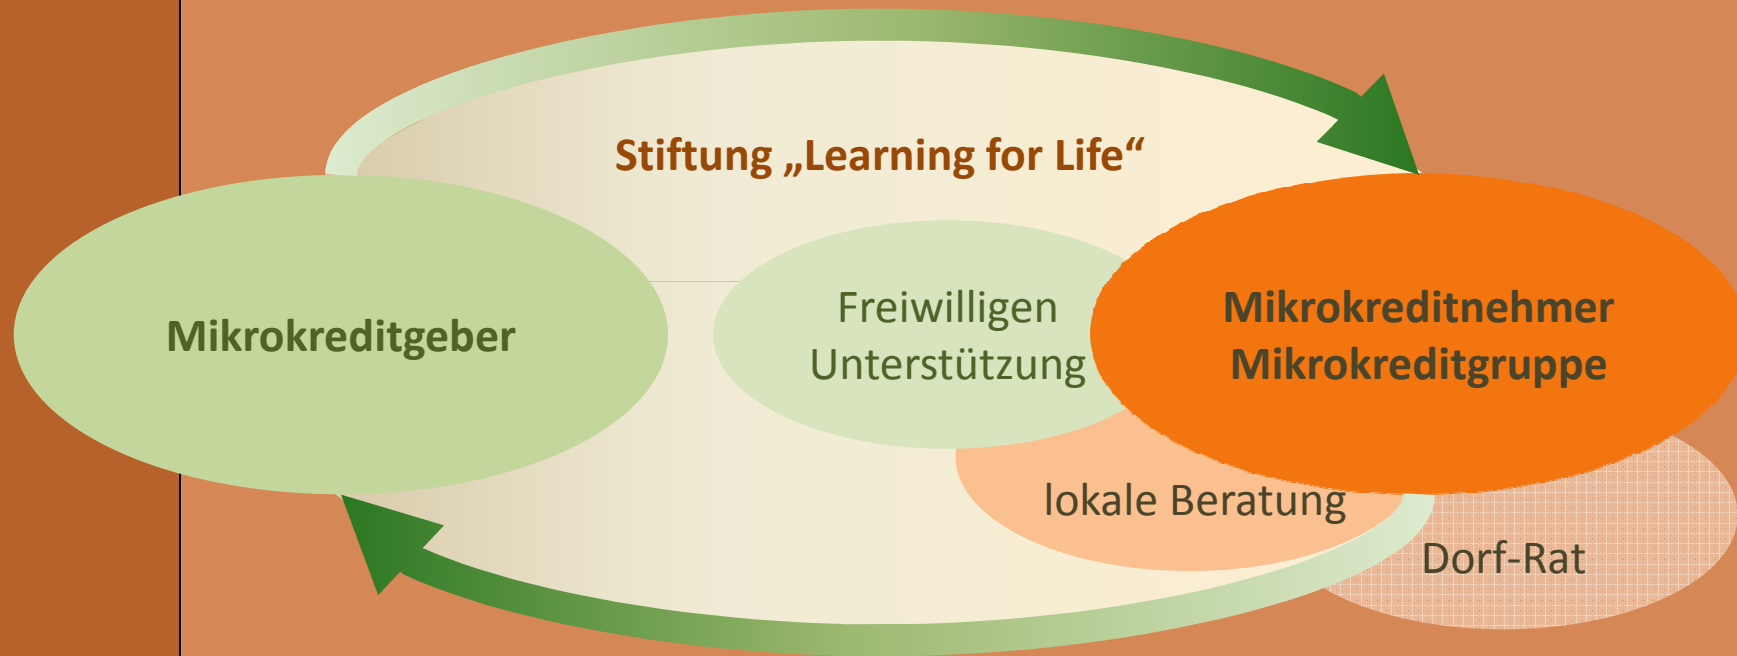 Stiftung „Learning for Life“
Mikrokreditgeber
Freiwilligen
Unterstützung
Mikrokreditnehmer
Mikrokreditgruppe
lokale Beratung
Dorf-Rat